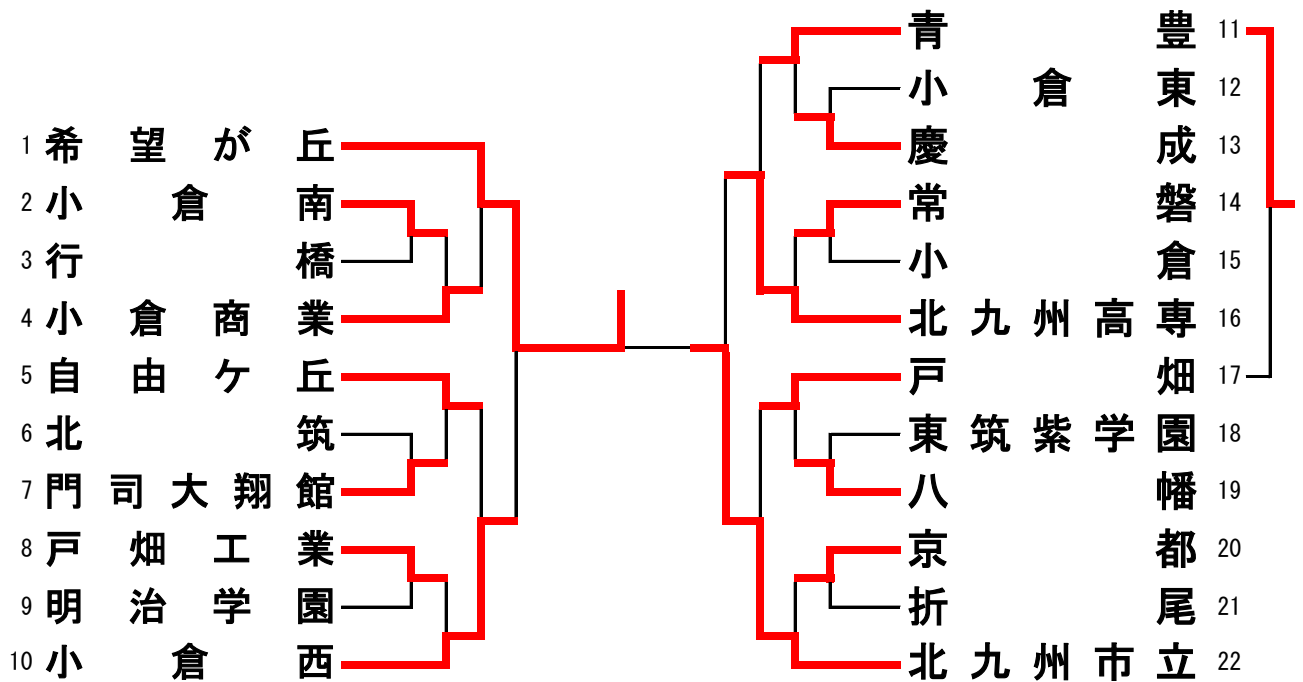 1 希望が丘
2 小倉南
3 行橋
4 小倉商業
5 自由ケ丘
6 北筑
7 門司大翔館
8 戸畑工業
9 明治学園
10 小倉西
青豊 11
小倉東 12
慶成 13
常磐 14
小倉 15
北九州高専 16
戸畑 17
東筑紫学園 18
八幡 19
京都 20
折尾 21
北九州市立 22